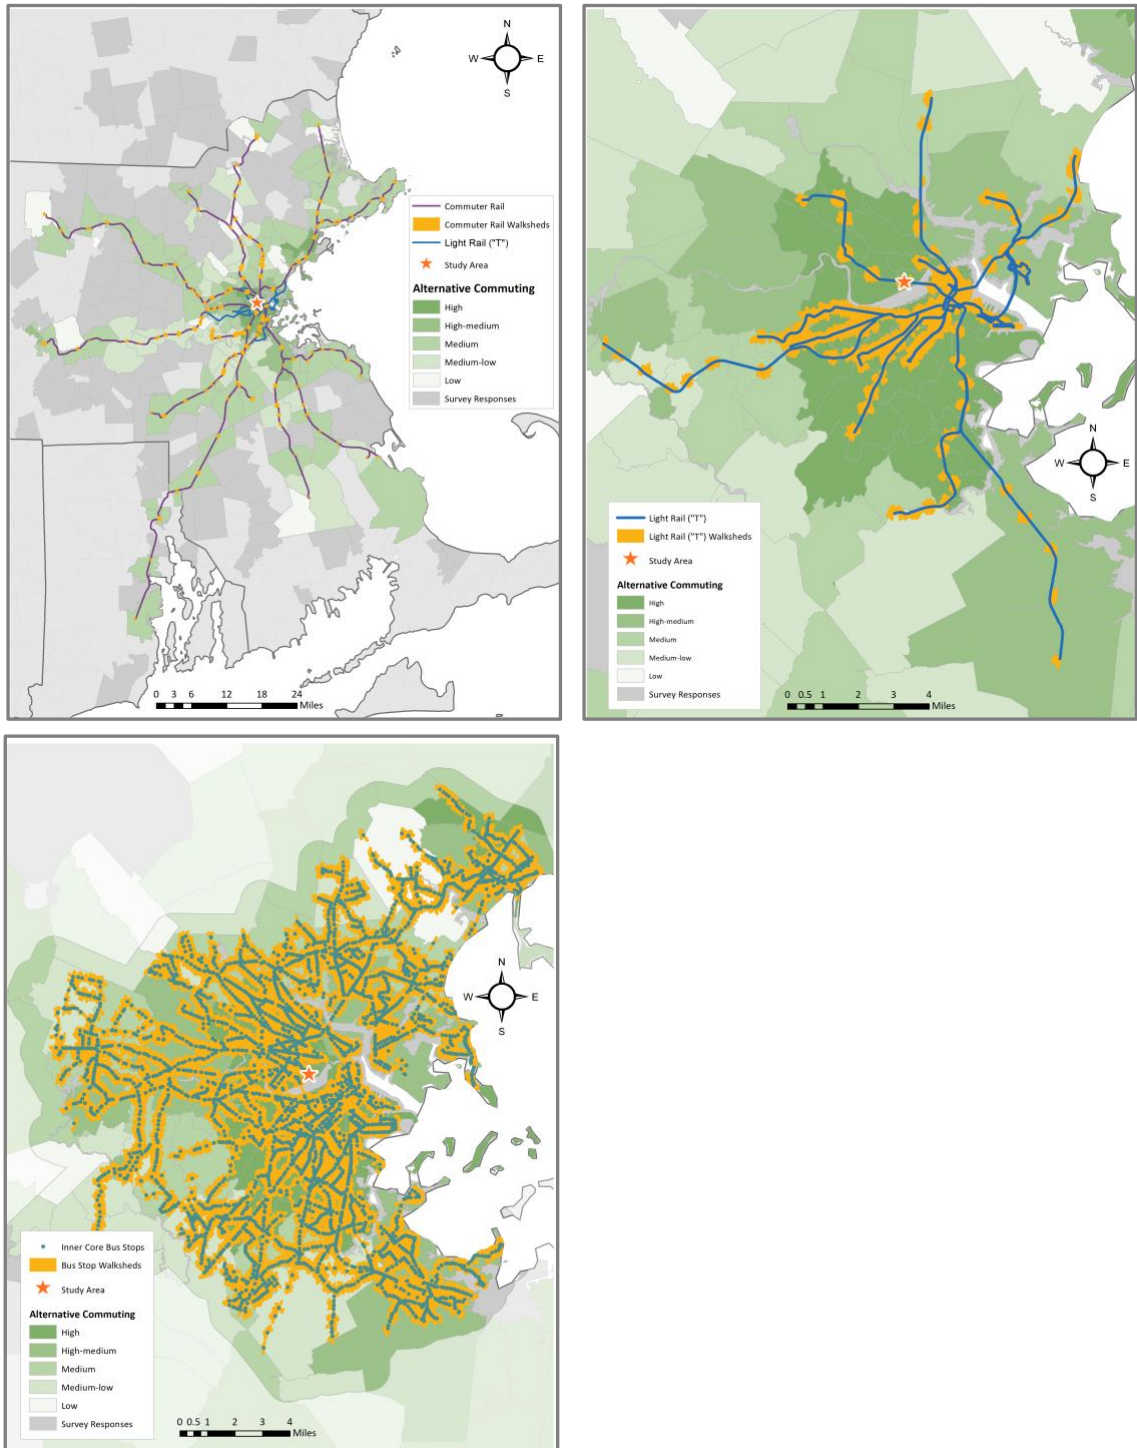 N
W E
S
Commuter Rail
Commuter Rail Walksheds
Light Rail ("T")
Study Area
Alternative Commuting
High
High-medium
Medium
Medium-low
Low
Survey Responses
0 3 6 12 18 24
Miles
N
W E
S
Light Rail ("T")
Light Rail ("T") Walksheds
Study Area
Alternative Commuting
High
High-medium
Medium
Medium-low
Low
Survey Responses
0 0.5 1 2 3 4
Miles
N
W E
S
Inner Core Bus Stops
Bus Stop Walksheds
Study Area
Alternative Commuting
High
High-medium
Medium
Medium-low
Low
Survey Responses
0 0.5 1 2 3 4
Miles